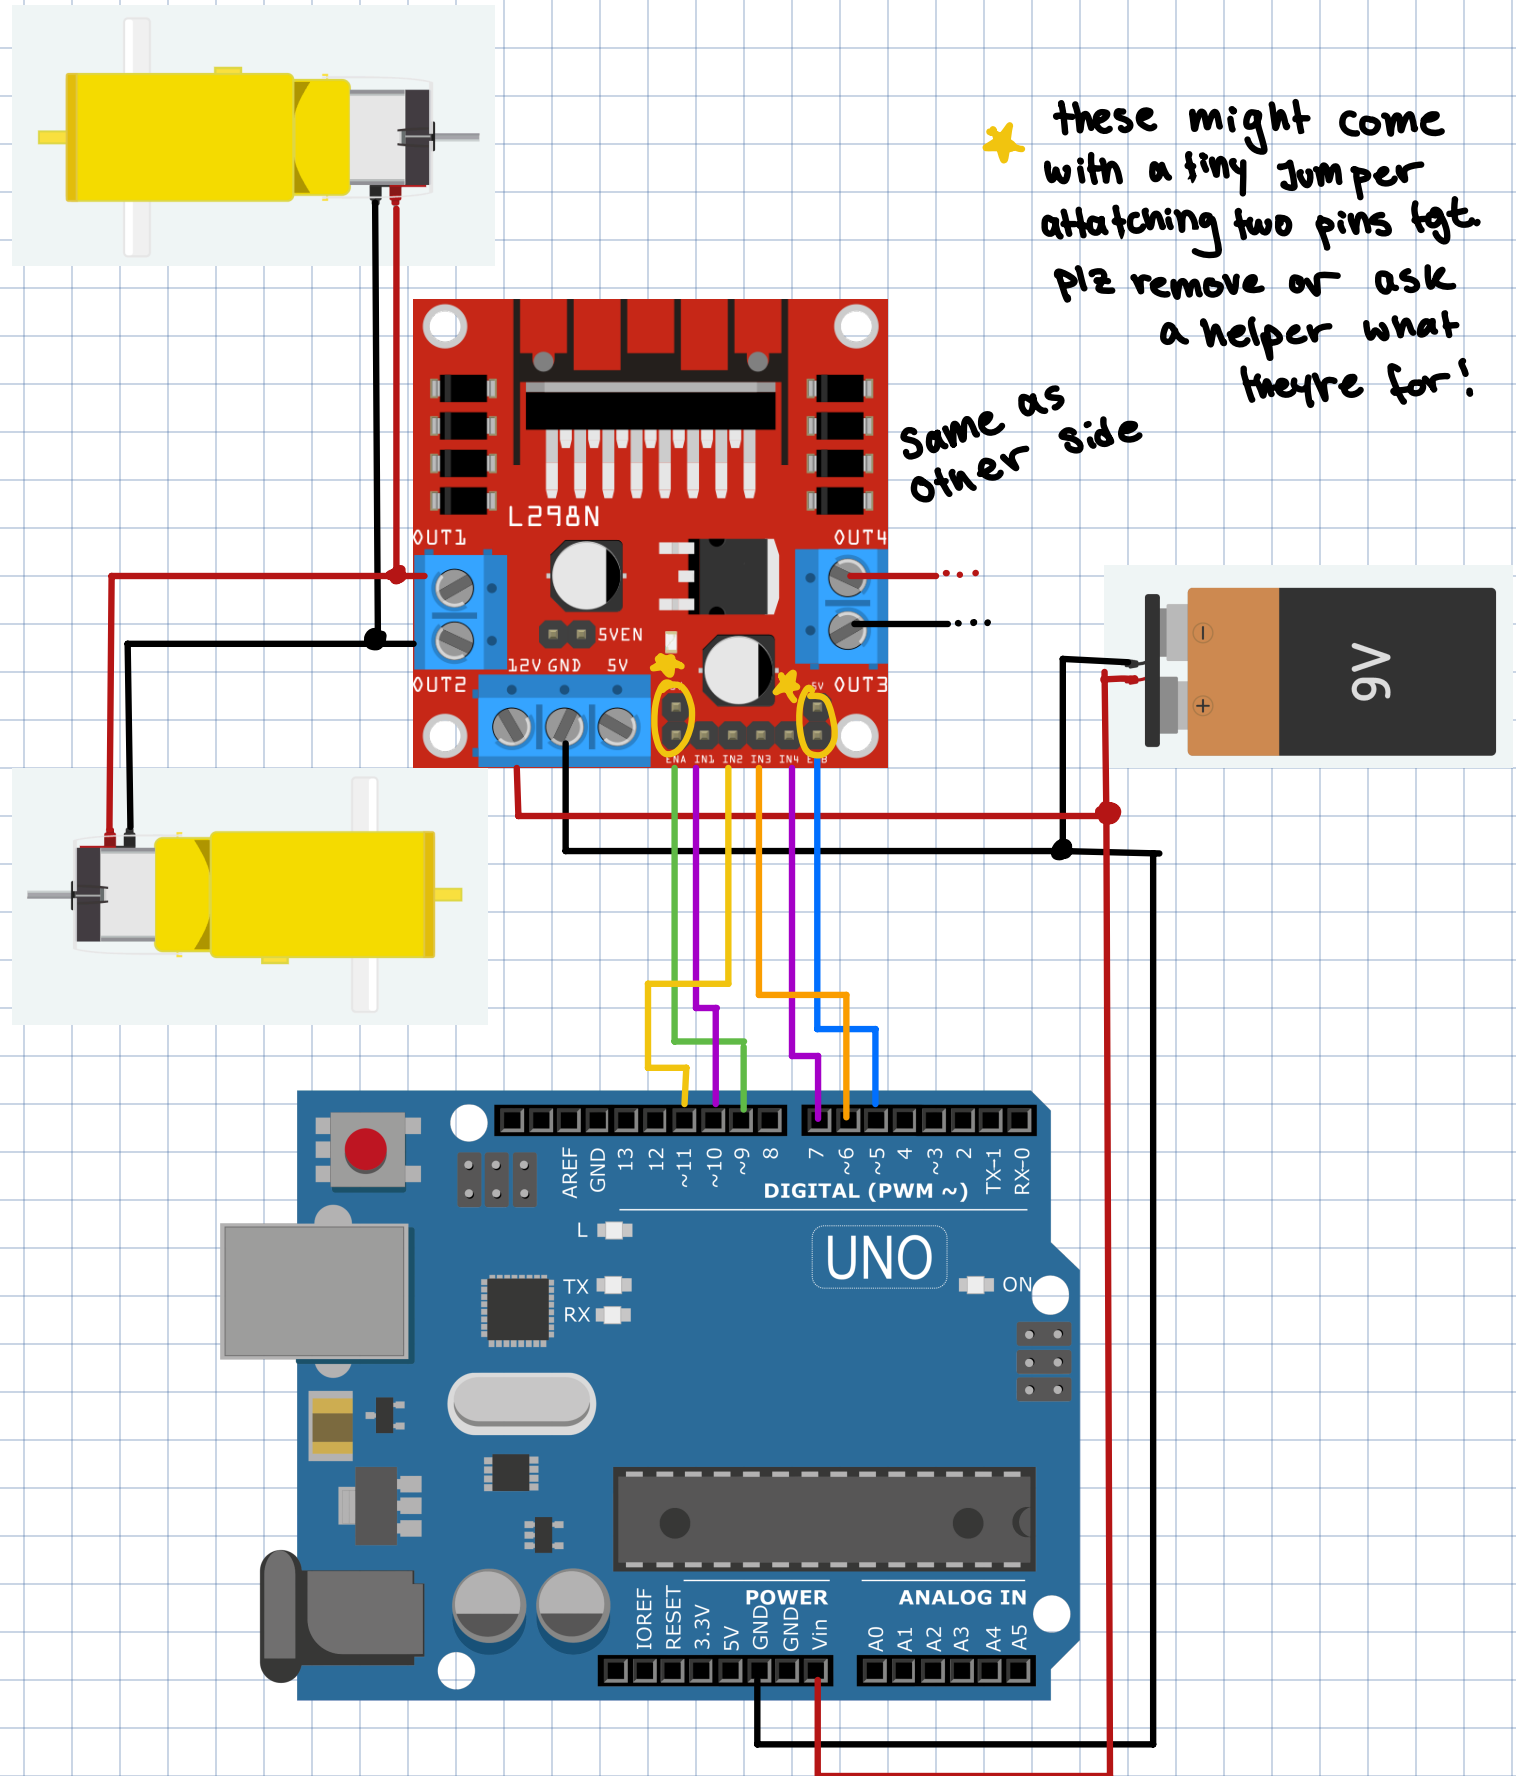 these might come
with a tiny Jumper
attatching two pins tgt.
plz remove or ask
a helper what
theyre for!
Same as
other side
L298N
OUT1
OUT4
5VEN
12V GND 5V
OUT2
5V
OUT3
ENA IN1 IN2 IN3 IN4
9V
−
+
AREF
GND
13
12
~11
~10
~9
8
7
~6
~5
4
~3
2
TX-1
RX-0
DIGITAL (PWM ~)
L
TX
RX
UNO
ON
POWER
ANALOG IN
IOREF
RESET
3.3V
5V
GND
GND
Vin
A0
A1
A2
A3
A4
A5